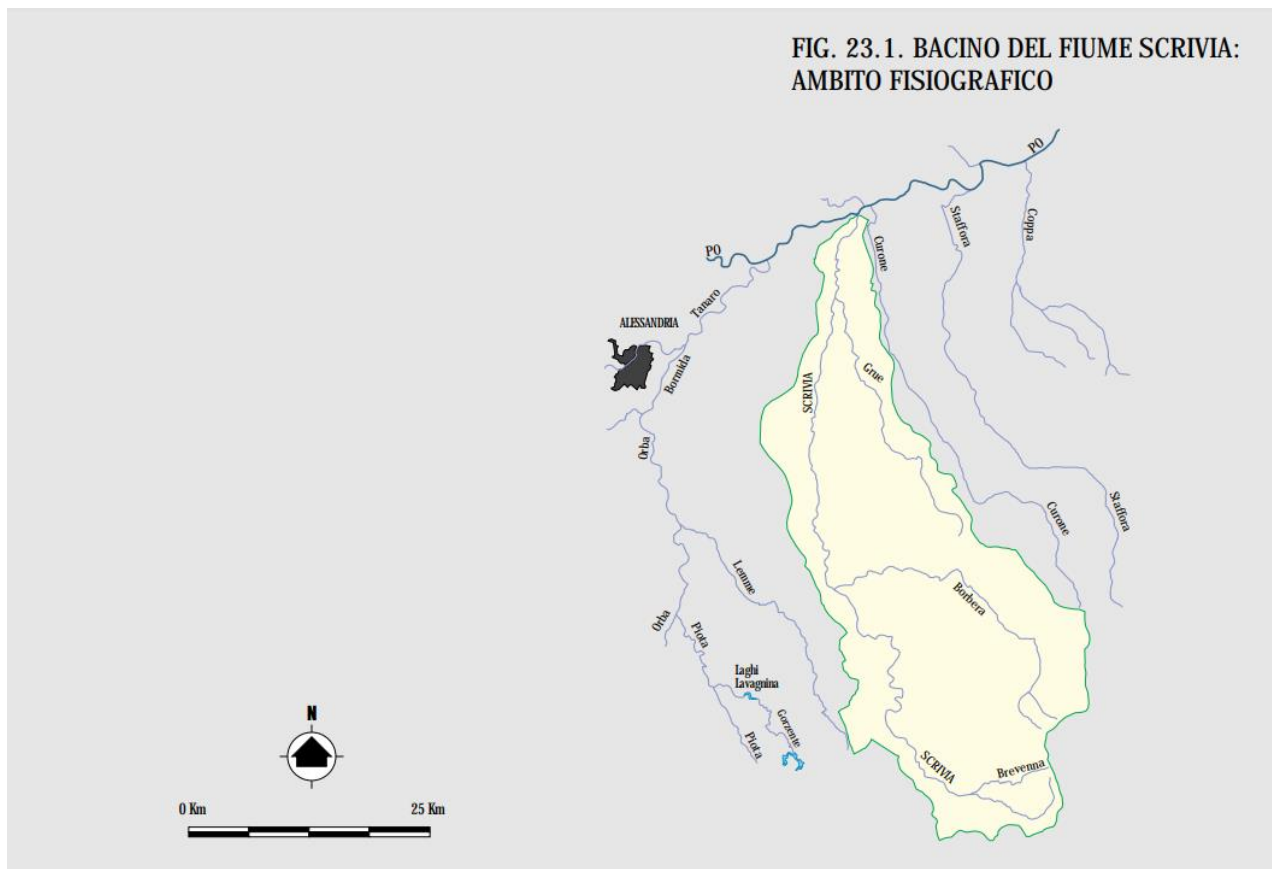 FIG. 23.1. BACINO DEL FIUME SCRIVIA:
AMBITO FISIOGRAFICO
PO
PO
Staffora
Coppa
Curone
Tanaro
ALESSANDRIA
Bormida
Grue
SCRIVIA
Orba
Staffora
Curone
Lemme
Borbera
Orba
Piota
Laghi
Lavagnina
Gorzente
Piota
N
SCRIVIA
Brevenna
0 Km
25 Km